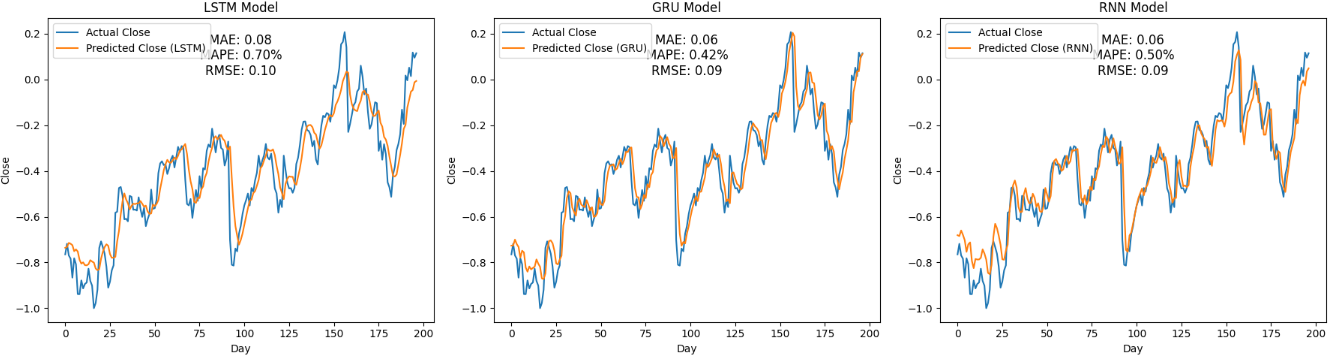 LSTM Model
Actual Close
Predicted Close (LSTM)
MAE: 0.08
MAPE: 0.70%
RMSE: 0.10
0.2
0.0
−0.2
−0.4
−0.6
−0.8
−1.0
Close
0 25 50 75 100 125 150 175 200
Day
GRU Model
Actual Close
Predicted Close (GRU)
MAE: 0.06
MAPE: 0.42%
RMSE: 0.09
0.2
0.0
−0.2
−0.4
−0.6
−0.8
−1.0
Close
0 25 50 75 100 125 150 175 200
Day
RNN Model
Actual Close
Predicted Close (RNN)
MAE: 0.06
MAPE: 0.50%
RMSE: 0.09
0.2
0.0
−0.2
−0.4
−0.6
−0.8
−1.0
Close
0 25 50 75 100 125 150 175 200
Day